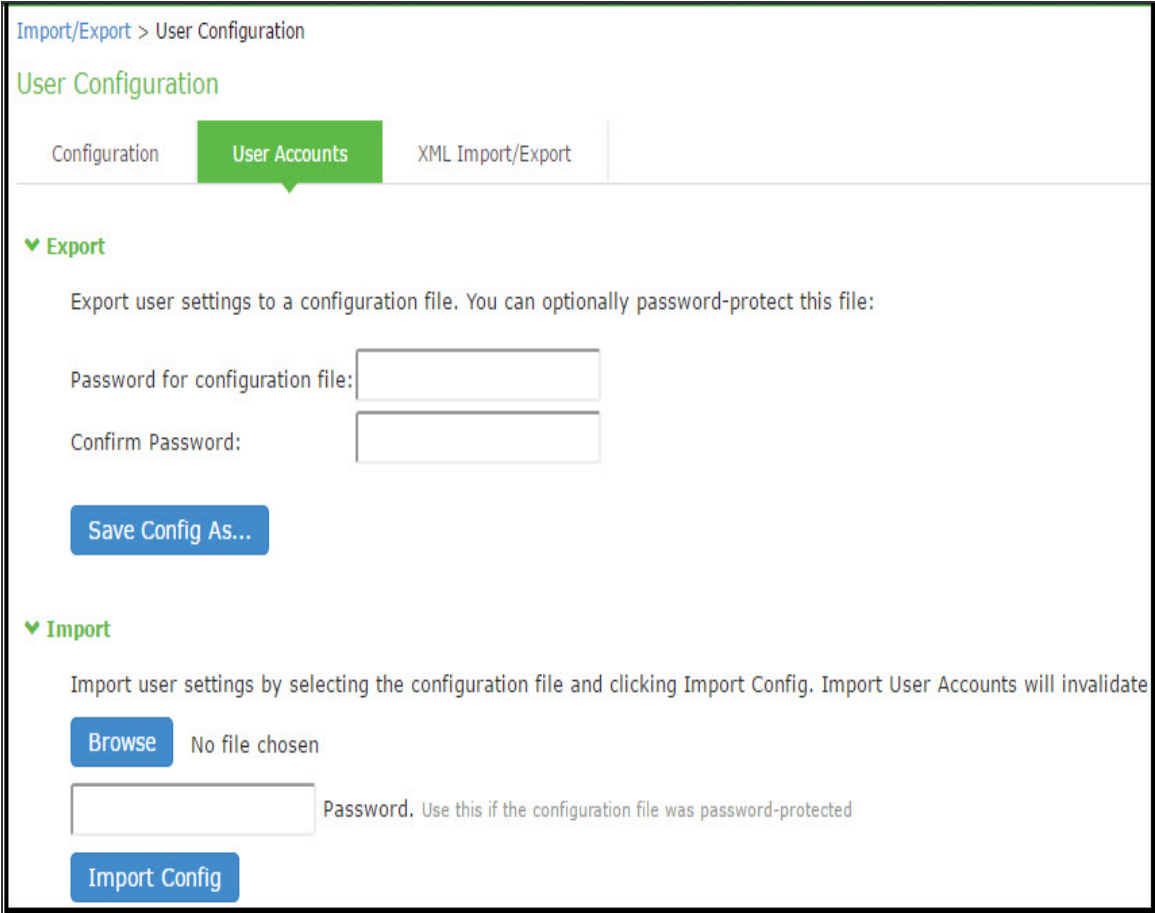 Import/Export > User Configuration
User Configuration
Configuration
User Accounts
XML Import/Export
Export
Export user settings to a configuration file. You can optionally password-protect this file:
Password for configuration file:
Confirm Password:
Save Config As...
Import
Import user settings by selecting the configuration file and clicking Import Config. Import User Accounts will invalidate
Browse No file chosen
Password. Use this if the configuration file was password-protected
Import Config